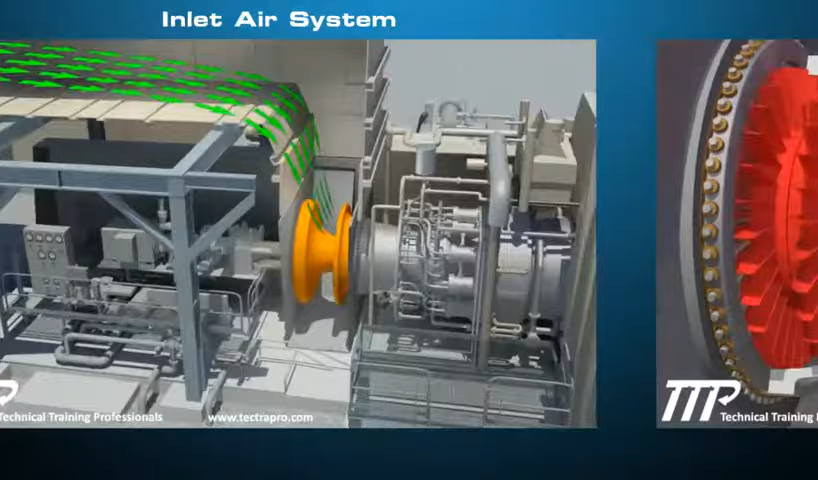 Inlet Air System
Technical Training Professionals
www.tectrapro.com
TTP
Technical Training